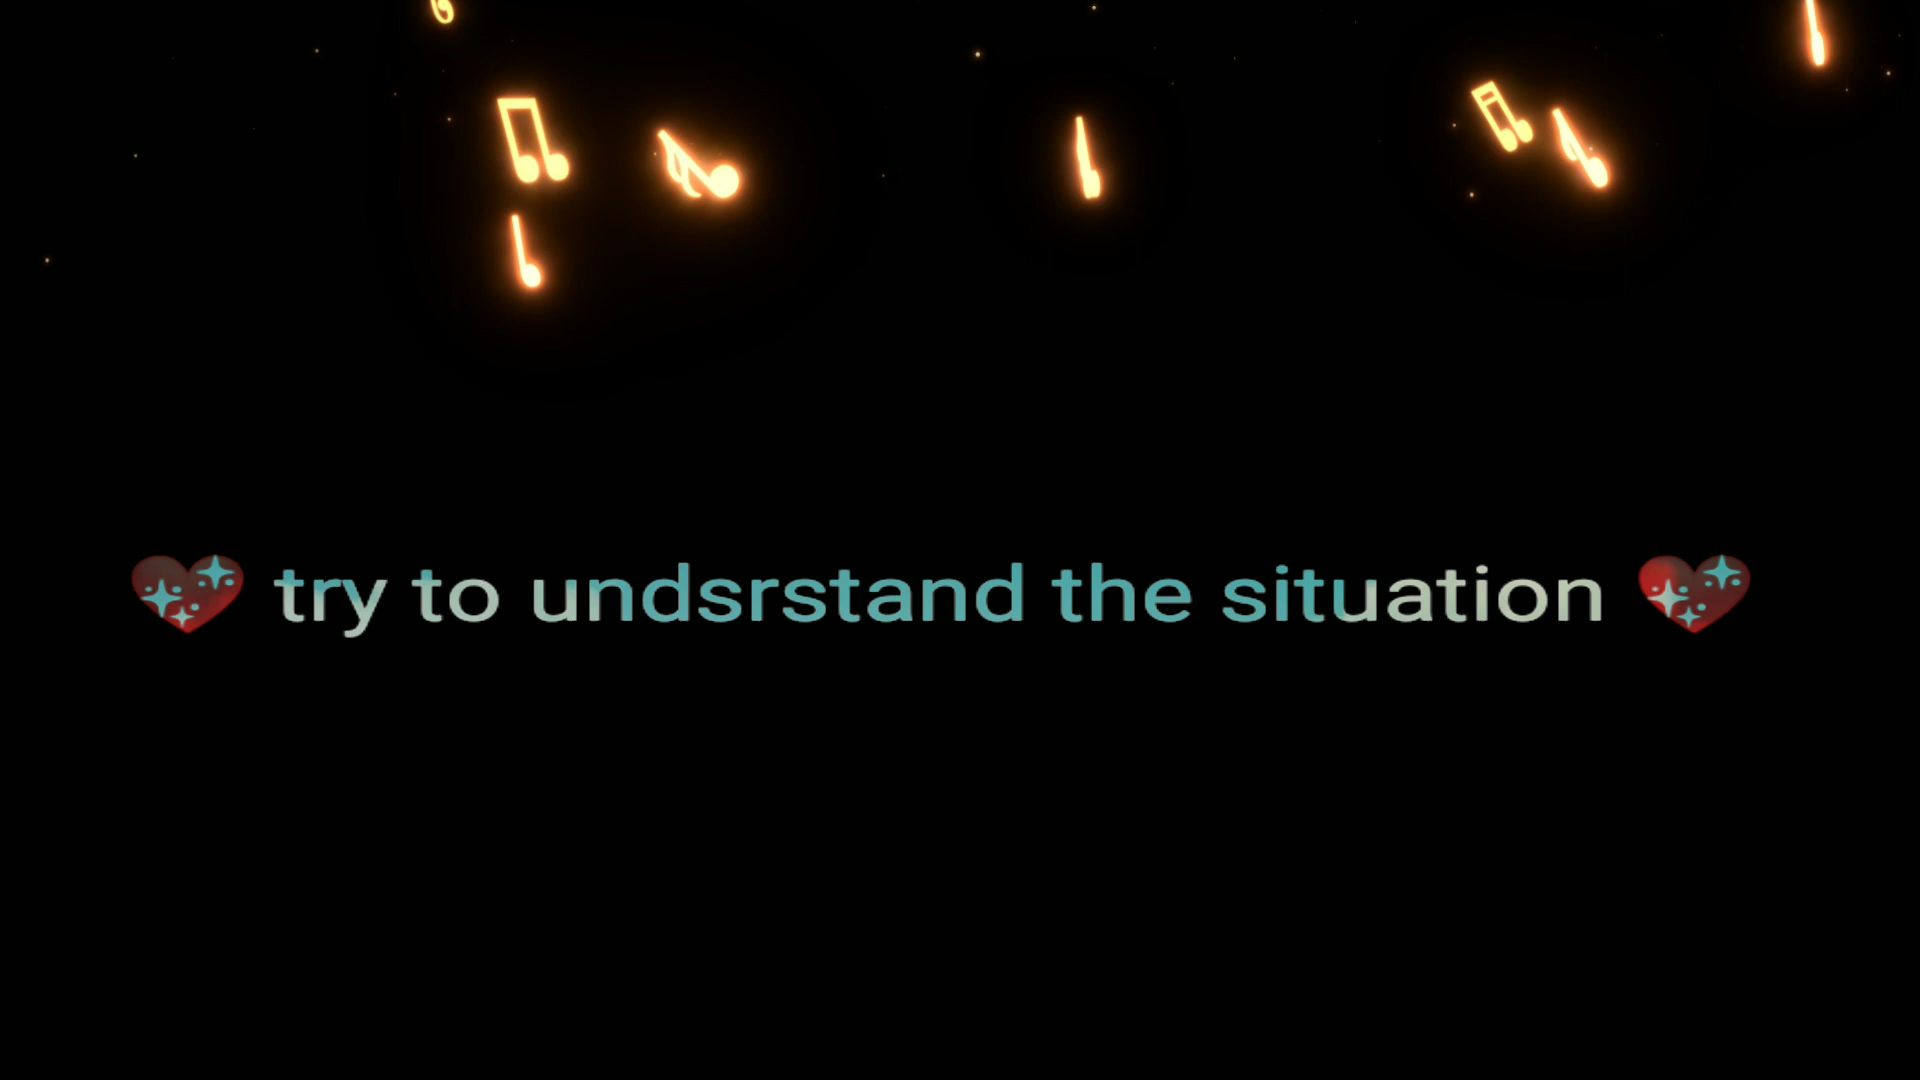 💖 try to undsrstand the situation 💖